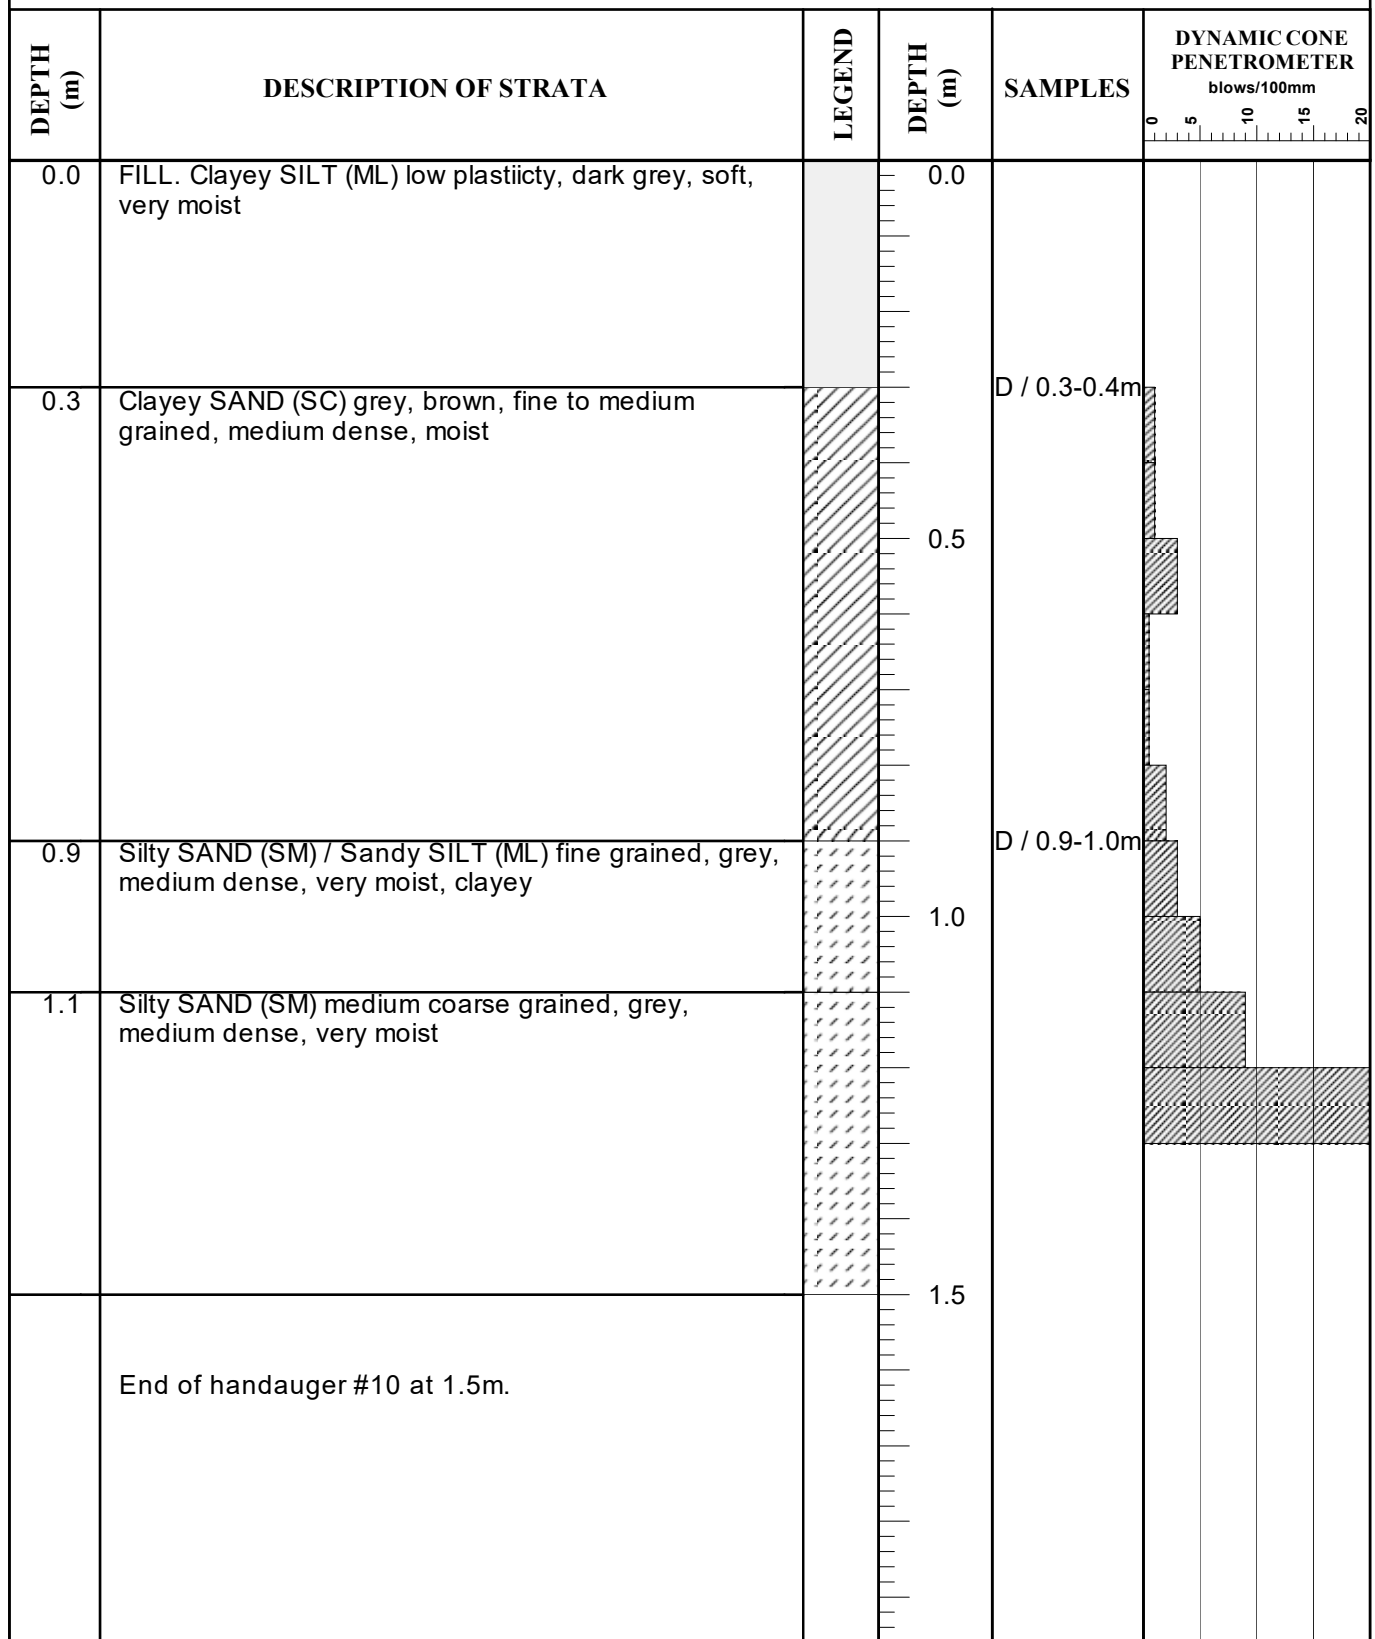 DEPTH
(m)
DESCRIPTION OF STRATA
LEGEND
DEPTH
(m)
SAMPLES
DYNAMIC CONE
PENETROMETER
blows/100mm
0 5 10 15 20
0.0 FILL. Clayey SILT (ML) low plastiicty, dark grey, soft, 0.0
very moist
D / 0.3-0.4m
0.3 Clayey SAND (SC) grey, brown, fine to medium
grained, medium dense, moist
0.5
D / 0.9-1.0m
0.9 Silty SAND (SM) / Sandy SILT (ML) fine grained, grey,
medium dense, very moist, clayey
1.0
1.1 Silty SAND (SM) medium coarse grained, grey,
medium dense, very moist
1.5
End of handauger #10 at 1.5m.